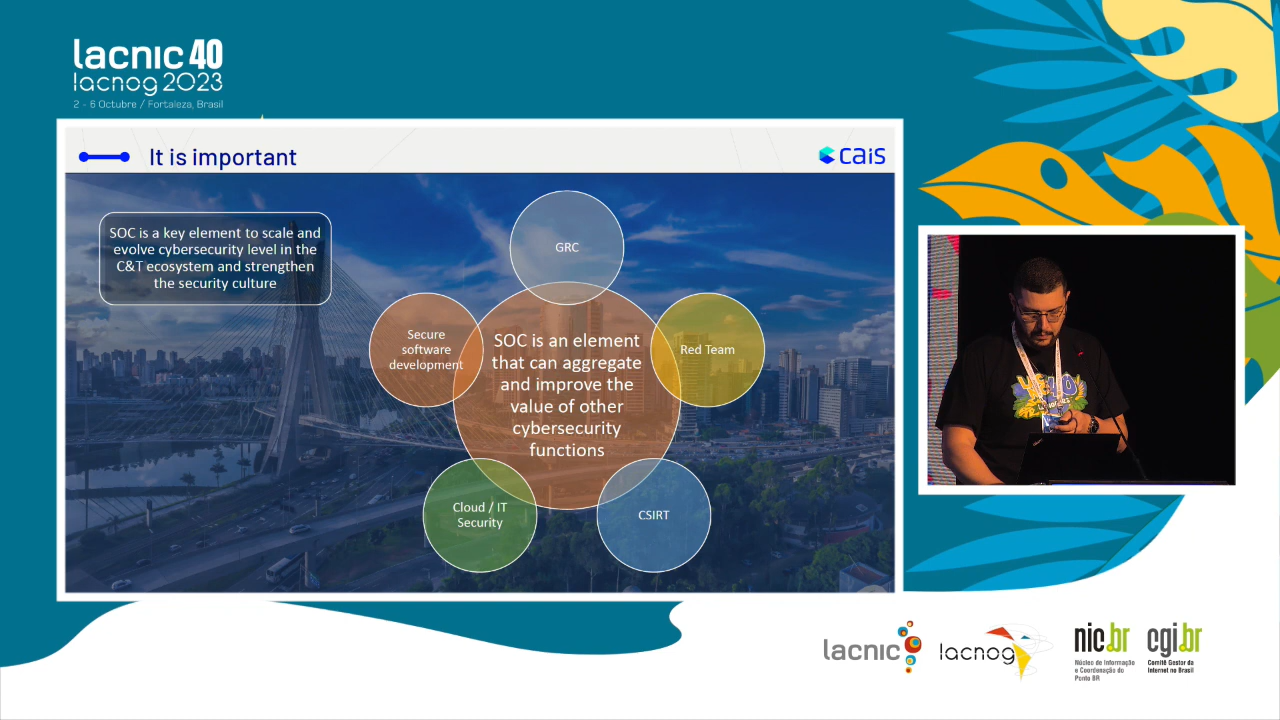 lacnic 40
lacnog 2023
2 - 6 Octubre / Fortaleza, Brasil
It is important
cais
SOC is a key element to scale and
evolve cybersecurity level in the
C&T ecosystem and strengthen
the security culture
GRC
Secure
software
development
SOC is an element
that can aggregate
and improve the
value of other
cybersecurity
functions
Red Team
Cloud / IT
Security
CSIRT
lacnic
lacnog
nic.br
Núcleo de Informação
e Coordenação do
Ponto BR
cgi.br
Comitê Gestor da
Internet no Brasil